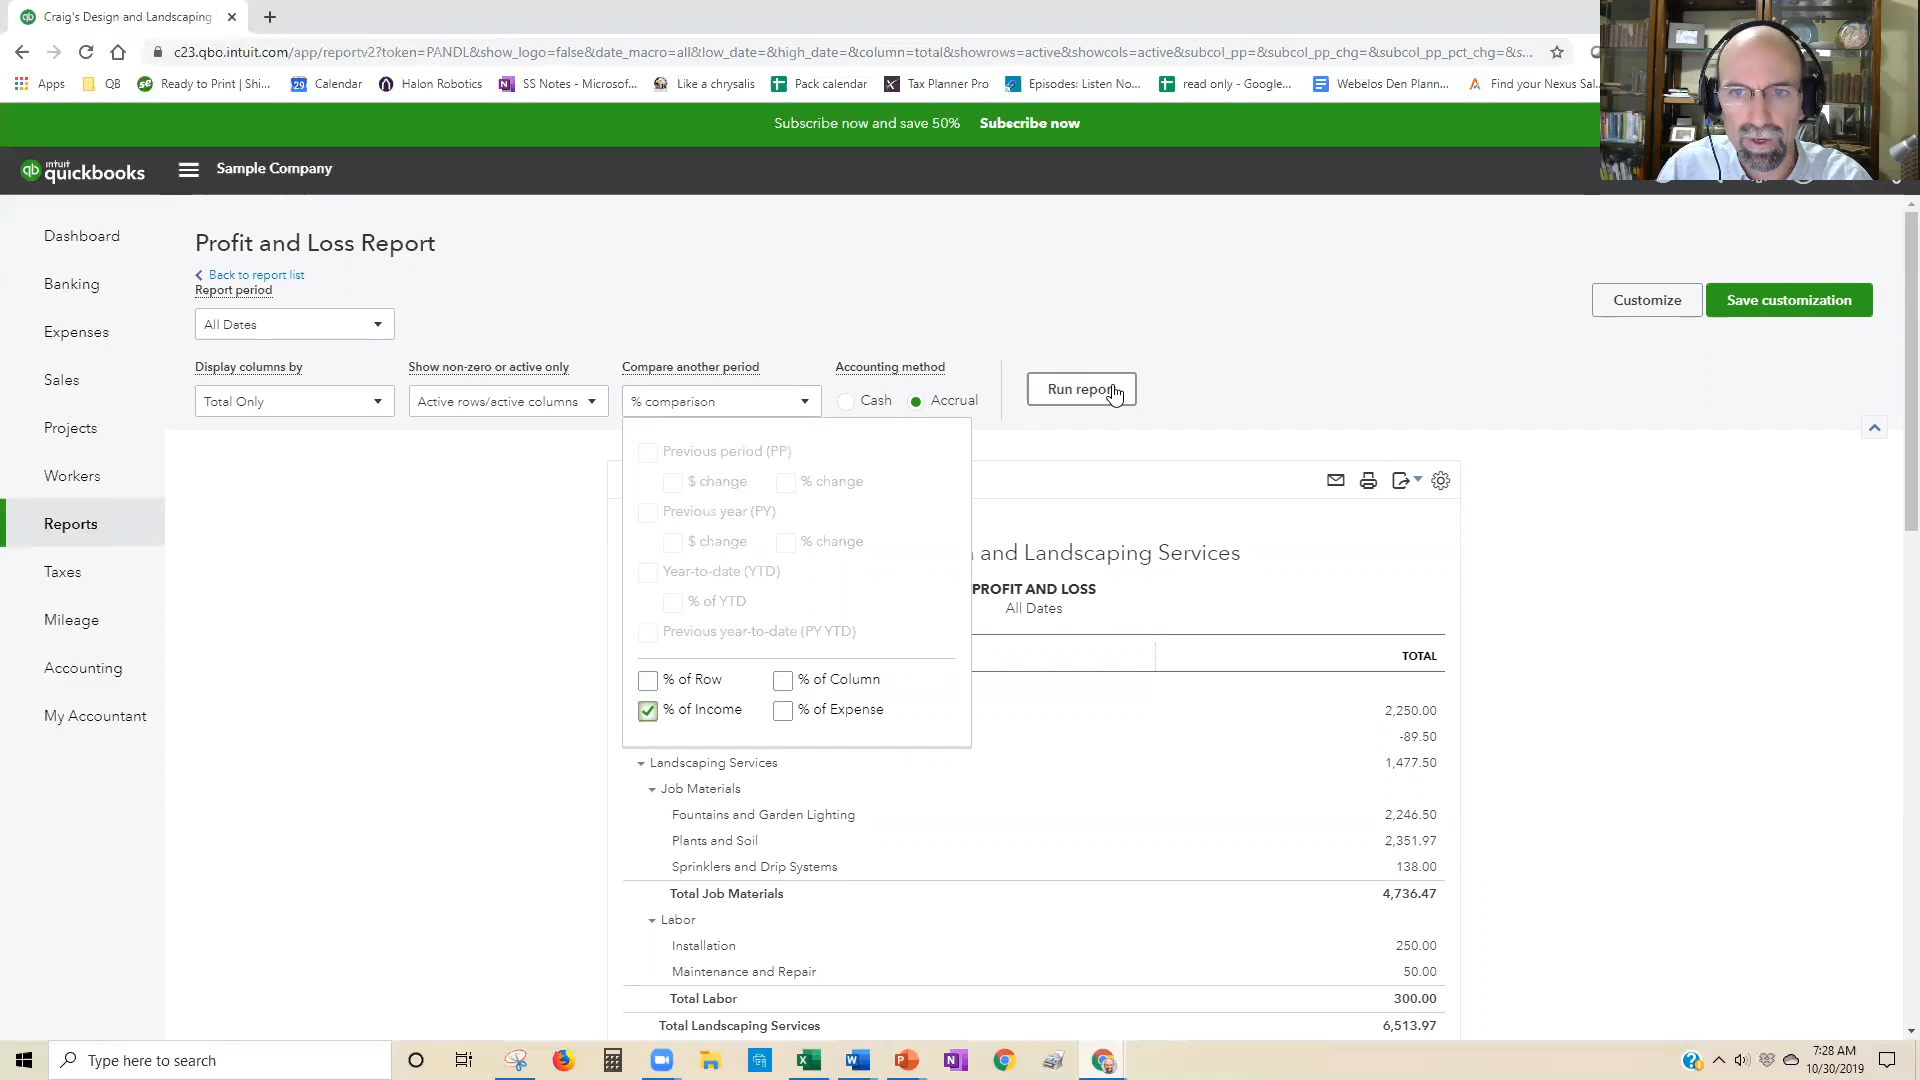 Craig's Design and Landscaping
c23.qbo.intuit.com/app/reportv2?token=PANDL&show_logo=false&date_macro=all&low_date=&high_date=&column=total&showrows=active&showcols=active&subcol_pp=&subcol_pp_chg=&subcol_pp_pct_chg=&s...
Apps QB Ready to Print | Shi... Calendar Halon Robotics SS Notes - Microsof... Like a chrysalis Pack calendar Tax Planner Pro Episodes: Listen No... read only - Google... Webelos Den Plann... Find your Nexus Sal...
Subscribe now and save 50% Subscribe now
intuit quickbooks Sample Company
Dashboard
Banking
Expenses
Sales
Projects
Workers
Reports
Taxes
Mileage
Accounting
My Accountant
Profit and Loss Report
Back to report list
Report period
All Dates
Customize Save customization
Display columns by Show non-zero or active only Compare another period Accounting method
Total Only Active rows/active columns % comparison Cash Accrual
Run report
Previous period (PP)
$ change % change
Previous year (PY)
$ change % change
Year-to-date (YTD)
% of YTD
Previous year-to-date (PY YTD)
% of Row % of Column
% of Income % of Expense
and Landscaping Services
PROFIT AND LOSS
All Dates
TOTAL
2,250.00
-89.50
Landscaping Services 1,477.50
Job Materials
Fountains and Garden Lighting 2,246.50
Plants and Soil 2,351.97
Sprinklers and Drip Systems 138.00
Total Job Materials 4,736.47
Labor
Installation 250.00
Maintenance and Repair 50.00
Total Labor 300.00
Total Landscaping Services 6,513.97
Type here to search
7:28 AM
10/30/2019